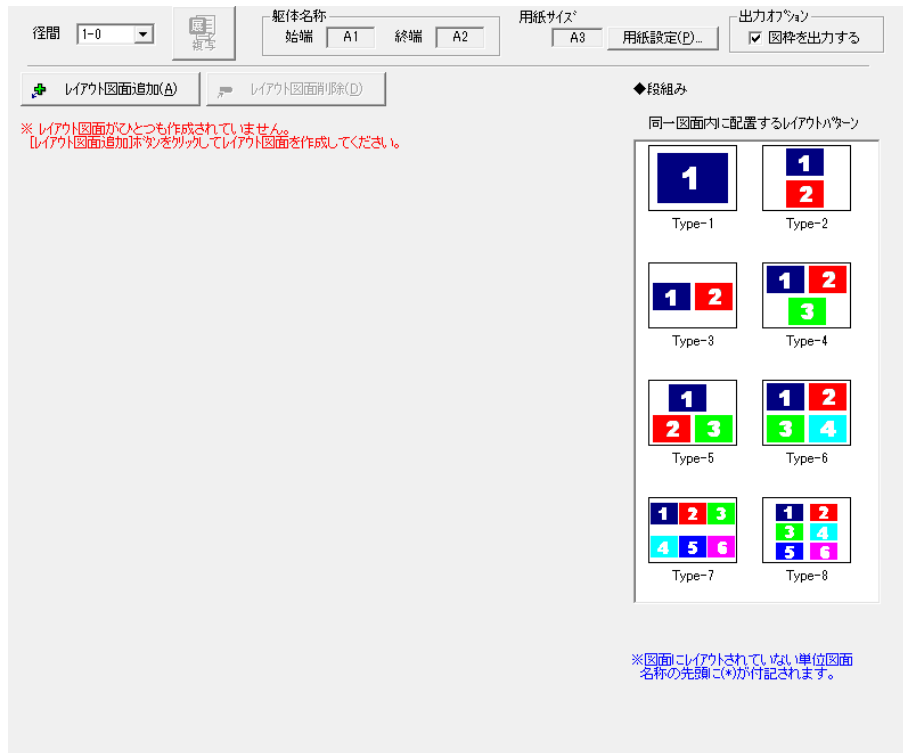 径間 1-0
展
複写
躯体名称
始端 A1 終端 A2
用紙ｻｲｽﾞ
A3 用紙設定(P)...
出力ｵﾌﾟｼｮﾝ
図枠を出力する
ﾚｲｱｳﾄ図面追加(A)
ﾚｲｱｳﾄ図面削除(D)
※ ﾚｲｱｳﾄ図面がひとつも作成されていません。
[ﾚｲｱｳﾄ図面追加]ﾎﾞﾀﾝをｸﾘｯｸしてﾚｲｱｳﾄ図面を作成してください。
◆段組み
同一図面内に配置するﾚｲｱｳﾄﾊﾟﾀｰﾝ
1
Type-1
1
2
Type-2
1 2
Type-3
1 2
3
Type-4
1
2 3
Type-5
1 2
3 4
Type-6
1 2 3
4 5 6
Type-7
1 2
3 4
5 6
Type-8
※図面にﾚｲｱｳﾄされていない単位図面
名称の先頭に(*)が付記されます。